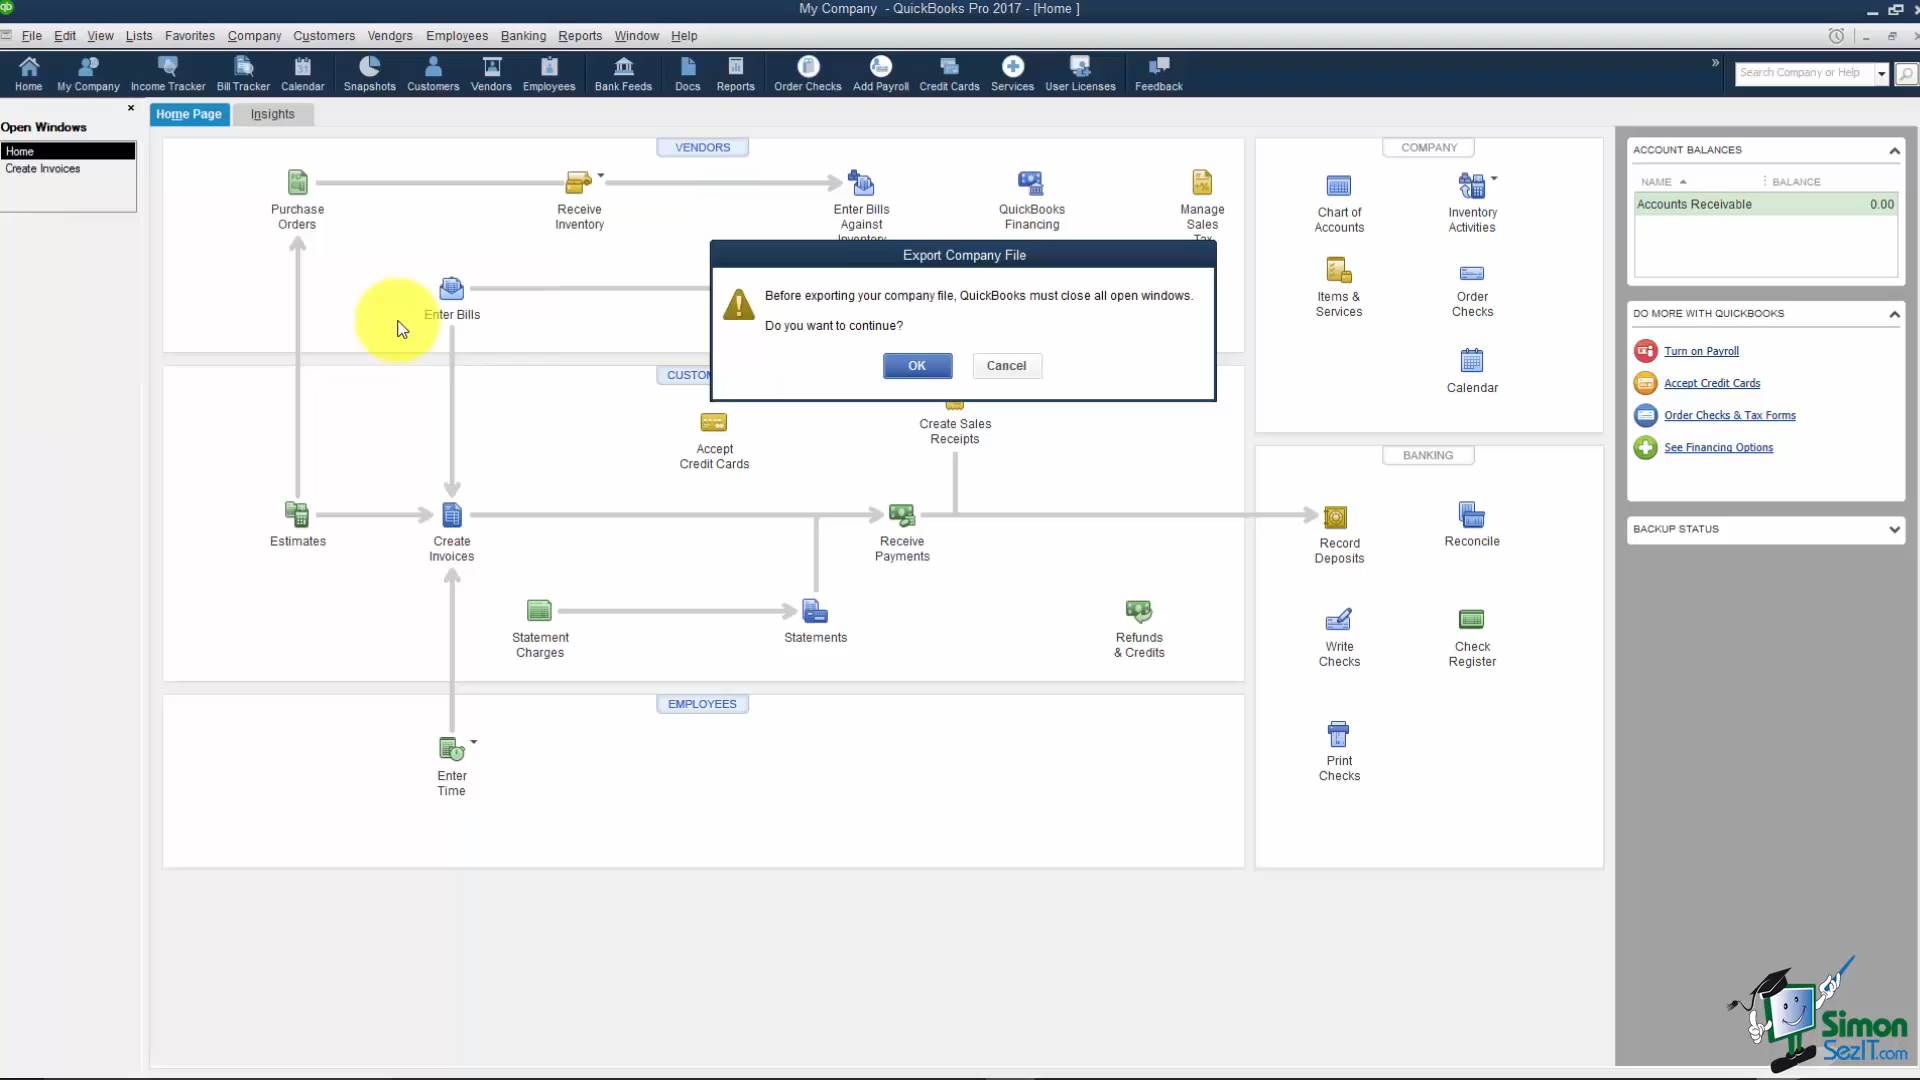 My Company - QuickBooks Pro 2017 - [Home ]
File Edit View Lists Favorites Company Customers Vendors Employees Banking Reports Window Help
Home My Company Income Tracker Bill Tracker Calendar Snapshots Customers Vendors Employees Bank Feeds Docs Reports Order Checks Add Payroll Credit Cards Services User Licenses Feedback » Search Company or Help
Home Page Insights
Open Windows
Home
Create Invoices
VENDORS
Purchase
Orders
Receive
Inventory
Enter Bills
Against
Inventory
QuickBooks
Financing
Manage
Sales
Tax
Enter Bills
Export Company File
Before exporting your company file, QuickBooks must close all open windows.
Do you want to continue?
OK Cancel
CUSTOM
Accept
Credit Cards
Create Sales
Receipts
Estimates
Create
Invoices
Receive
Payments
Statement
Charges
Statements
Refunds
& Credits
EMPLOYEES
Enter
Time
COMPANY
Chart of
Accounts
Inventory
Activities
Items &
Services
Order
Checks
Calendar
BANKING
Record
Deposits
Reconcile
Write
Checks
Check
Register
Print
Checks
ACCOUNT BALANCES
NAME BALANCE
Accounts Receivable 0.00
DO MORE WITH QUICKBOOKS
Turn on Payroll
Accept Credit Cards
Order Checks & Tax Forms
See Financing Options
BACKUP STATUS
Simon
SezIT.com